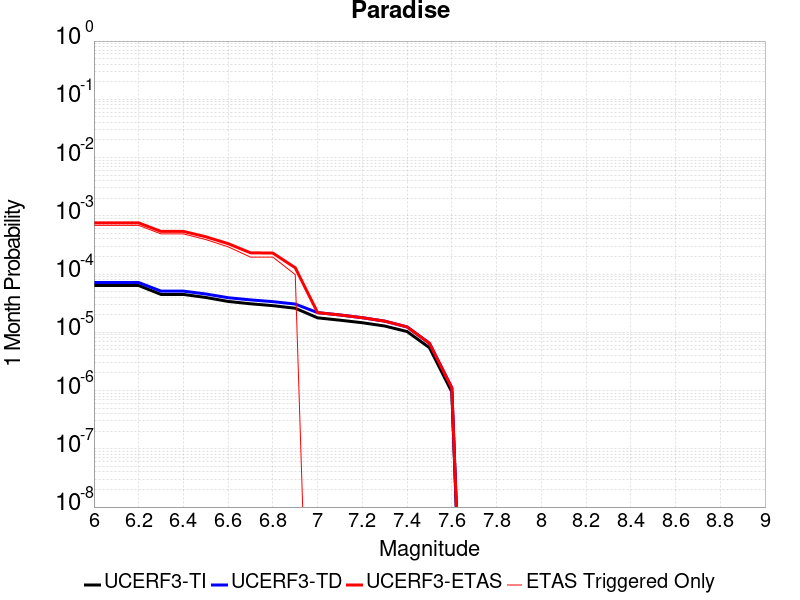 Paradise
10^0
10^-1
10^-2
10^-3
10^-4
10^-5
10^-6
10^-7
10^-8
1 Month Probability
6 6.2 6.4 6.6 6.8 7 7.2 7.4 7.6 7.8 8 8.2 8.4 8.6 8.8 9
Magnitude
UCERF3-TI UCERF3-TD UCERF3-ETAS ETAS Triggered Only